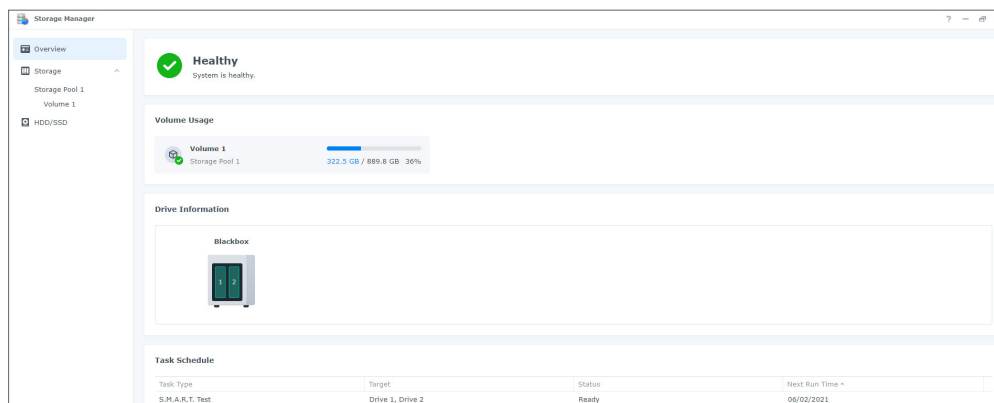 Storage Manager
?
Overview
Storage
Storage Pool 1
Volume 1
HDD/SSD
Healthy
System is healthy.
Volume Usage
Volume 1
Storage Pool 1
322.5 GB / 889.8 GB 36%
Drive Information
Blackbox
1 2
Task Schedule
Task Type Target Status Next Run Time
S.M.A.R.T. Test Drive 1, Drive 2 Ready 06/02/2021